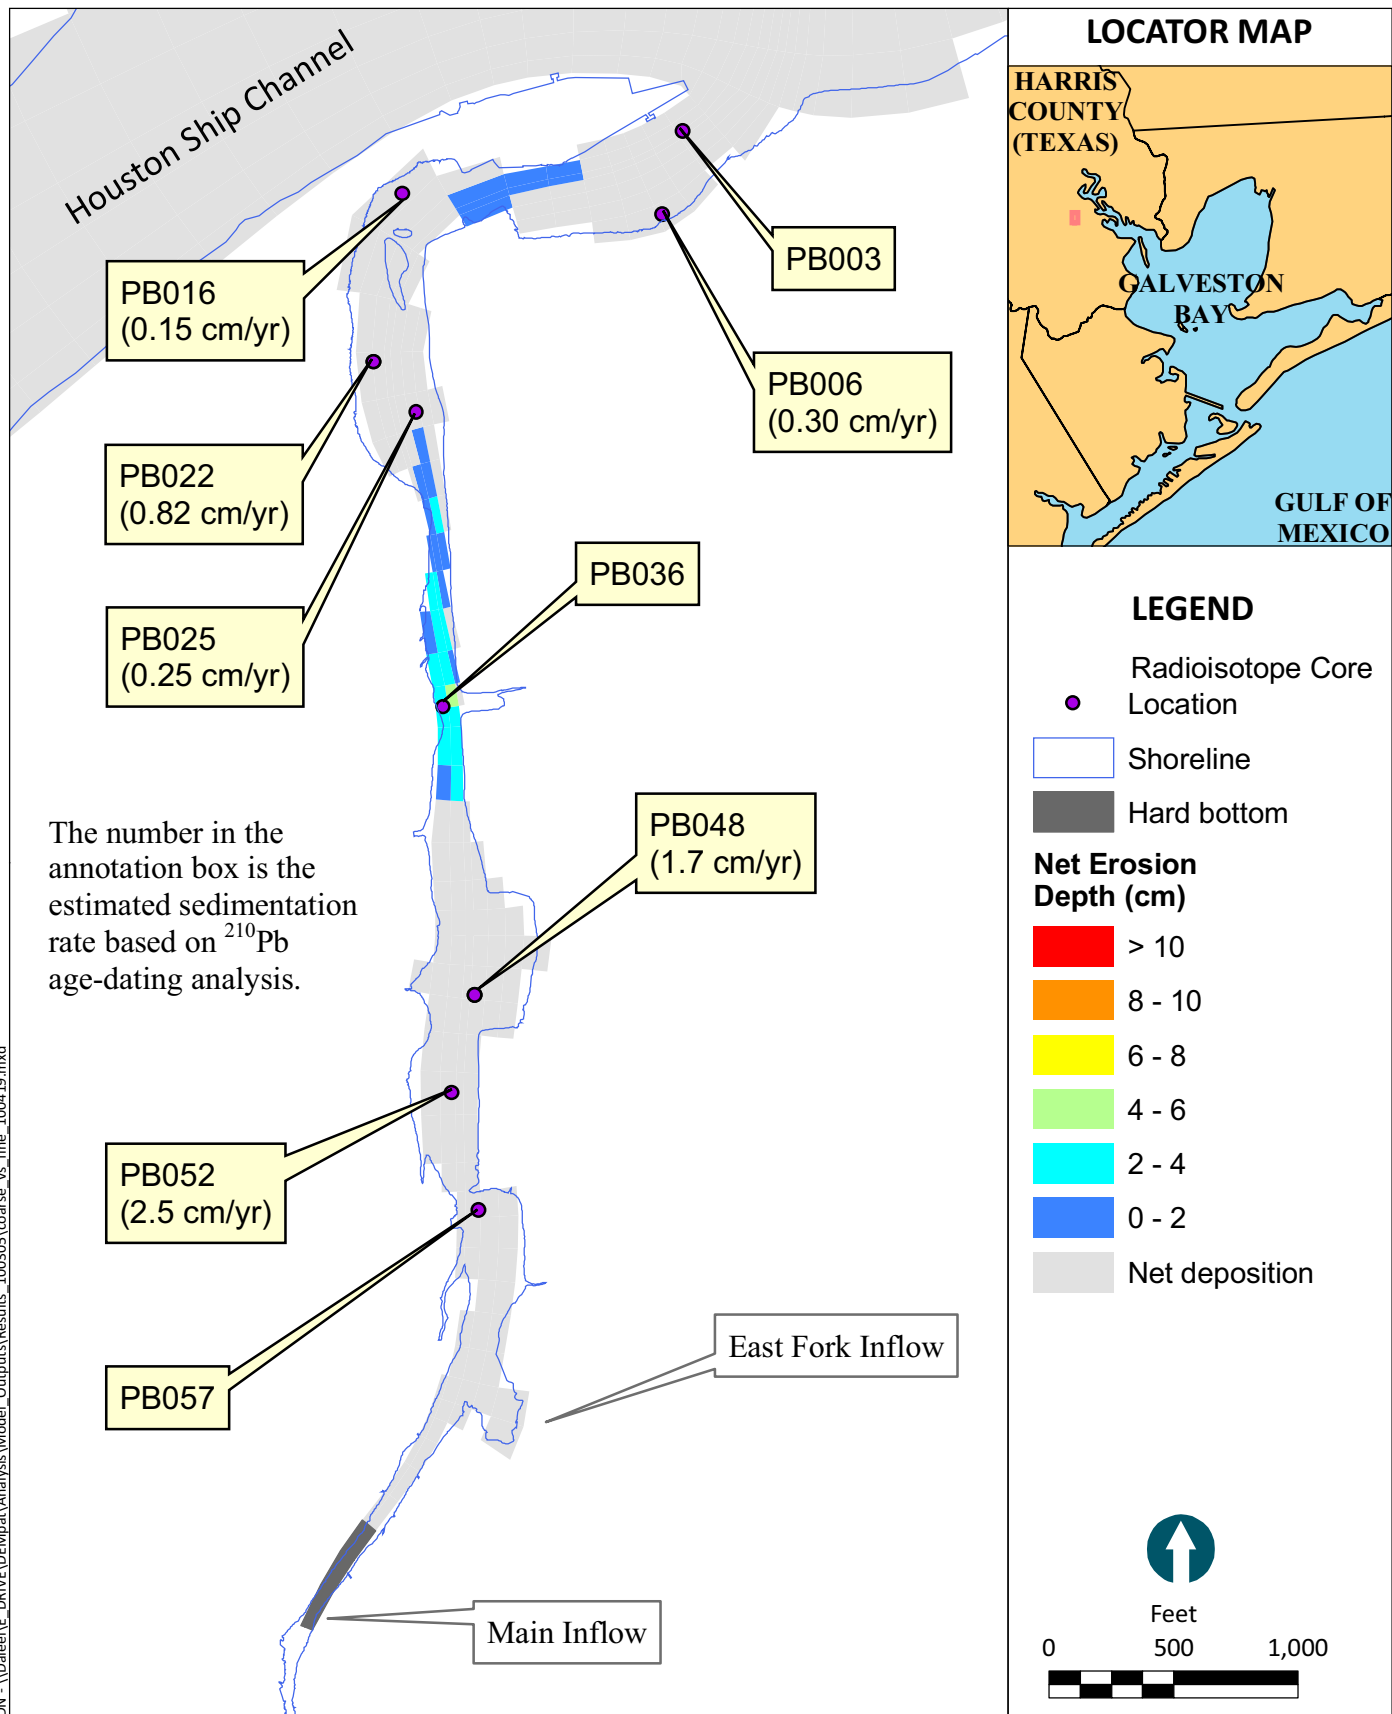 Houston Ship Channel
PB003
PB016
(0.15 cm/yr)
PB006
(0.30 cm/yr)
PB022
(0.82 cm/yr)
PB036
PB025
(0.25 cm/yr)
PB048
(1.7 cm/yr)
The number in the
annotation box is the
estimated sedimentation
rate based on ²¹⁰Pb
age-dating analysis.
PB052
(2.5 cm/yr)
East Fork Inflow
PB057
Main Inflow
LOCATOR MAP
HARRIS
COUNTY
(TEXAS)
GALVESTON
BAY
GULF OF
MEXICO
LEGEND
Radioisotope Core
Location
Shoreline
Hard bottom
Net Erosion
Depth (cm)
> 10
8 - 10
6 - 8
4 - 6
2 - 4
0 - 2
Net deposition
Feet
0 500 1,000